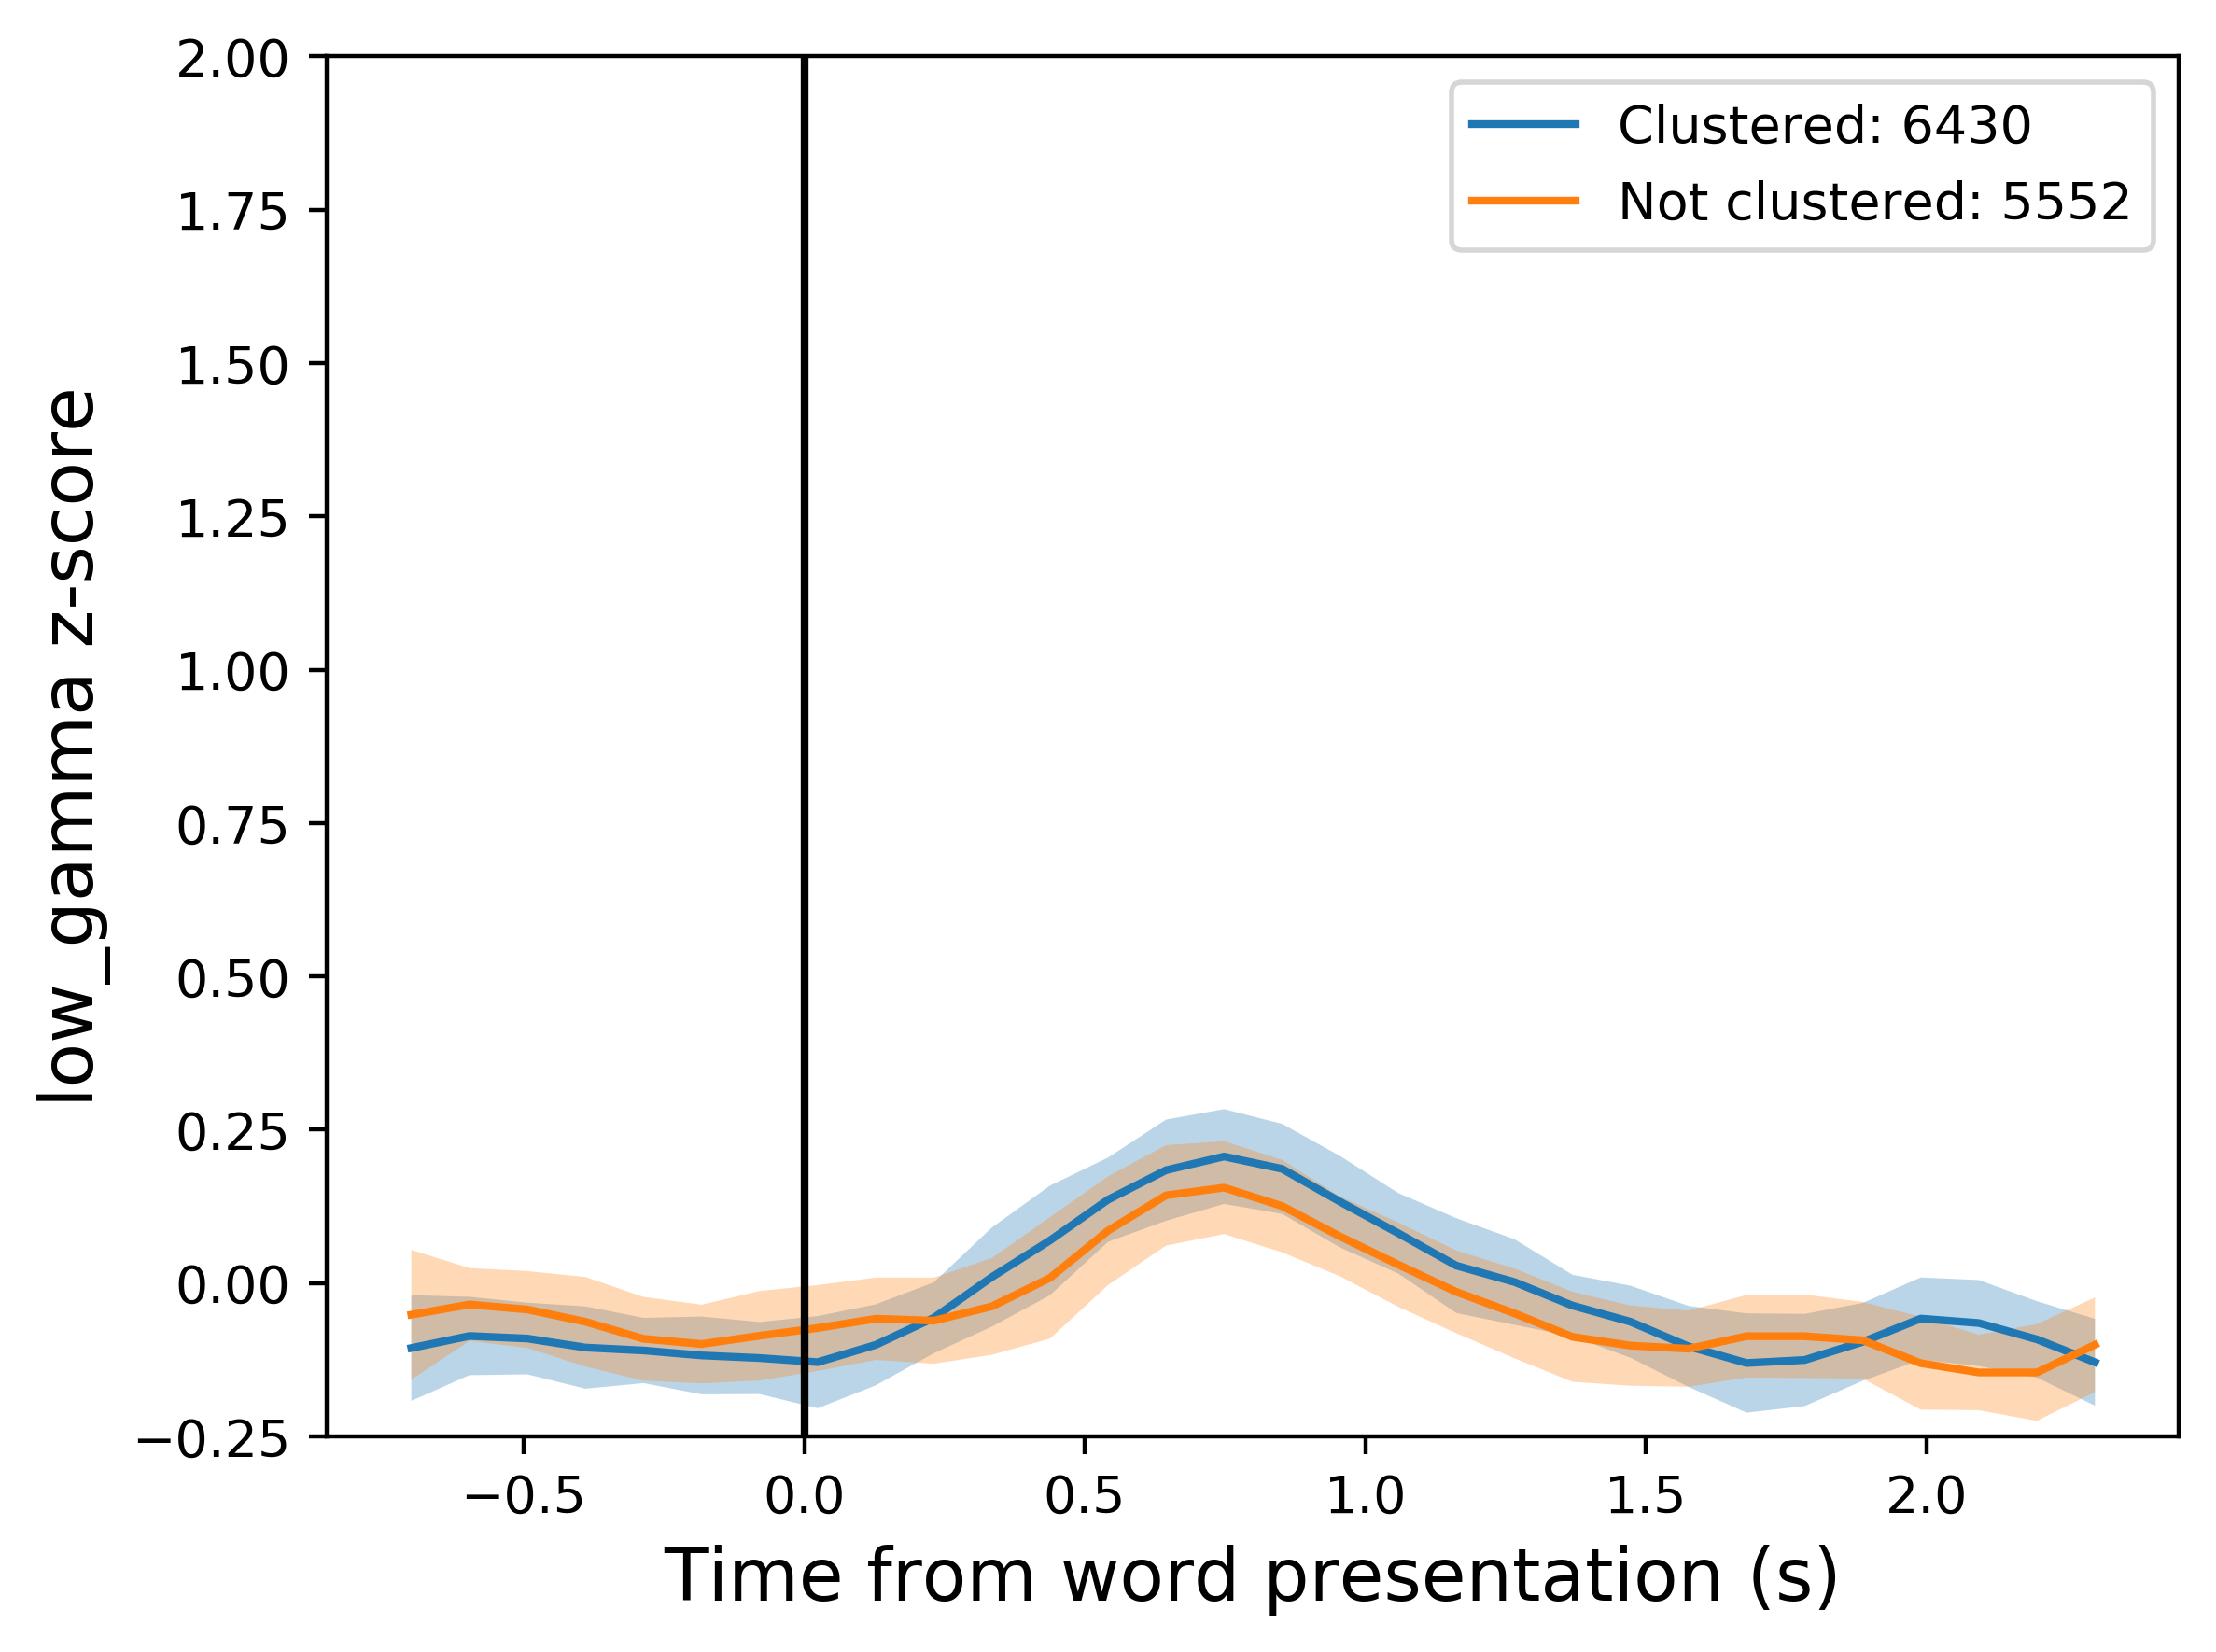 2.00
1.75
1.50
1.25
1.00
0.75
0.50
0.25
0.00
−0.25
low_gamma z-score
Clustered: 6430
Not clustered: 5552
−0.5 0.0 0.5 1.0 1.5 2.0
Time from word presentation (s)